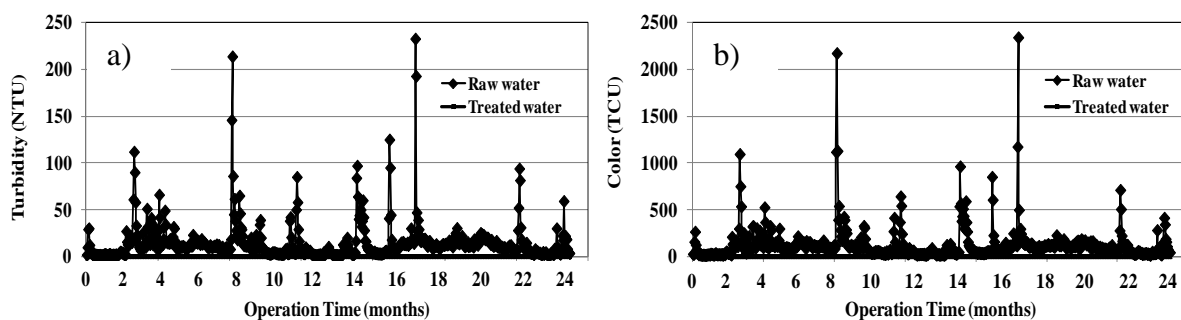 a)
Turbidity (NTU)
250
200
150
100
50
0
0 2 4 6 8 10 12 14 16 18 20 22 24
Operation Time (months)
Raw water
Treated water
b)
Color (TCU)
2500
2000
1500
1000
500
0
0 2 4 6 8 10 12 14 16 18 20 22 24
Operation Time (months)
Raw water
Treated water